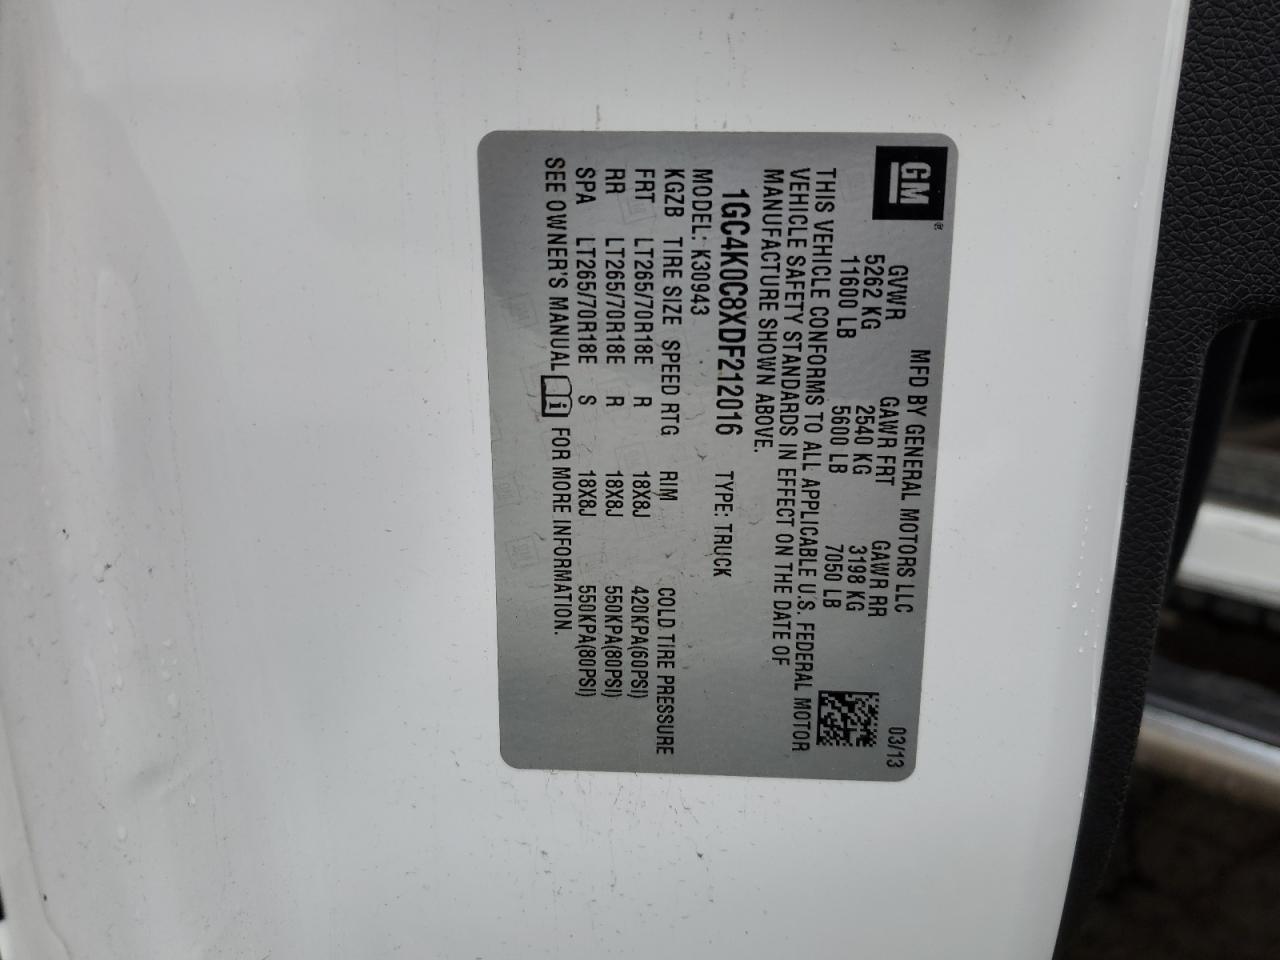 GM ®
MFD BY GENERAL MOTORS LLC 03/13
GVWR GAWR FRT GAWR RR
5262 KG 2540 KG 3198 KG
11600 LB 5600 LB 7050 LB
THIS VEHICLE CONFORMS TO ALL APPLICABLE U.S. FEDERAL MOTOR
VEHICLE SAFETY STANDARDS IN EFFECT ON THE DATE OF
MANUFACTURE SHOWN ABOVE.
1GC4K0C8XDF212016 TYPE: TRUCK
MODEL: K30943
KGZB TIRE SIZE SPEED RTG RIM COLD TIRE PRESSURE
FRT LT265/70R18E R 18X8J 420KPA(60PSI)
RR LT265/70R18E R 18X8J 550KPA(80PSI)
SPA LT265/70R18E S 18X8J 550KPA(80PSI)
SEE OWNER'S MANUAL i FOR MORE INFORMATION.